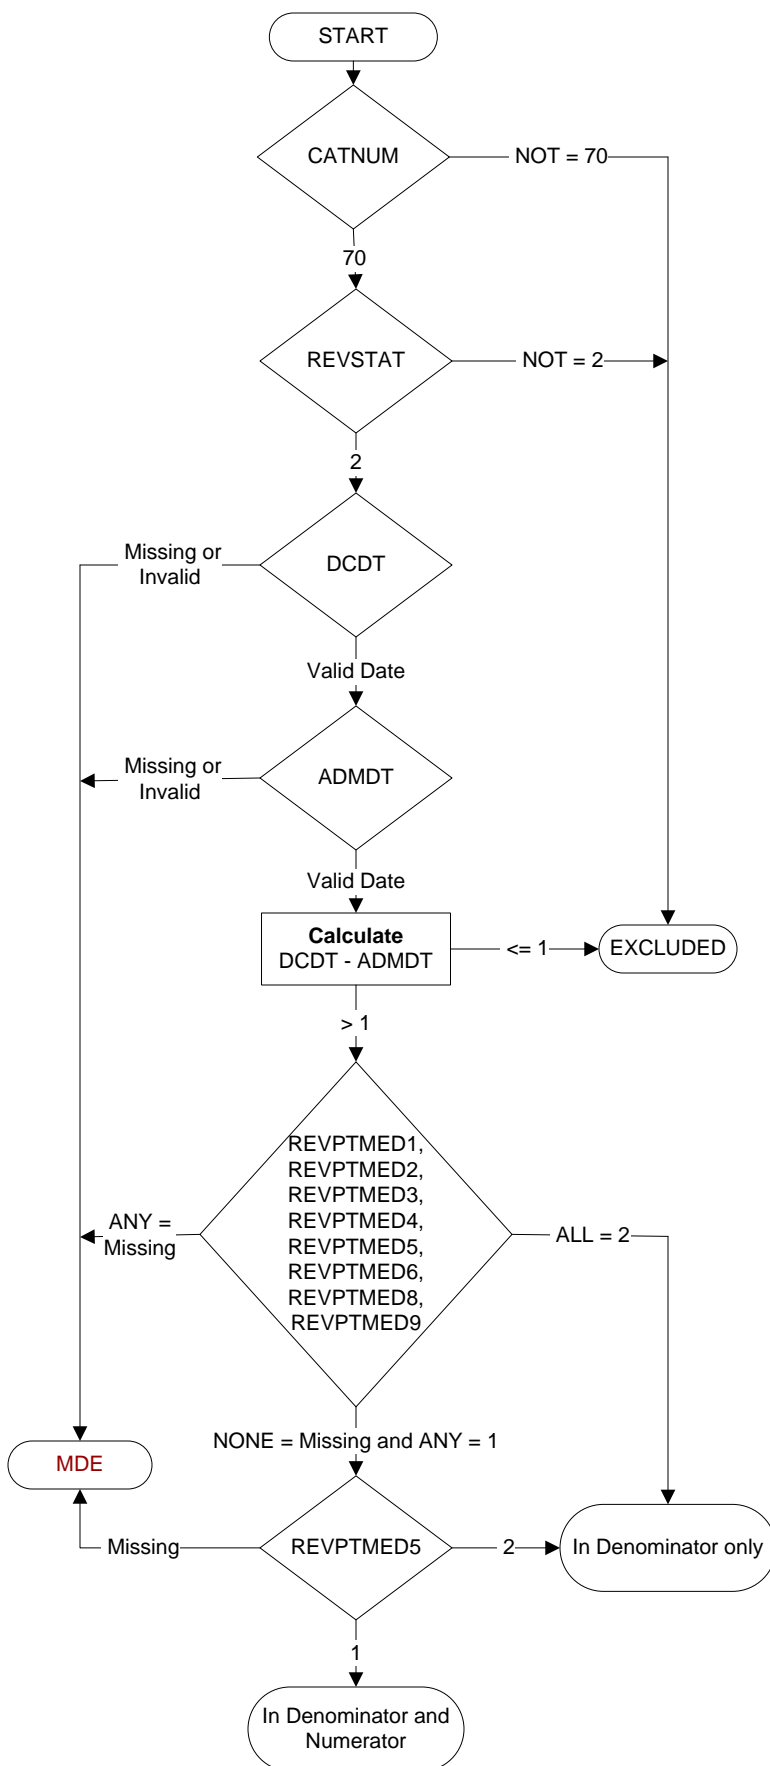 START
CATNUM
NOT = 70
70
REVSTAT
NOT = 2
2
Missing or
Invalid
DCDT
Valid Date
Missing or
Invalid
ADMDT
Valid Date
Calculate
DCDT - ADMDT
<= 1
EXCLUDED
> 1
REVPTMED1,
REVPTMED2,
REVPTMED3,
REVPTMED4,
REVPTMED5,
REVPTMED6,
REVPTMED8,
REVPTMED9
ANY =
Missing
ALL = 2
NONE = Missing and ANY = 1
MDE
Missing
REVPTMED5
2
In Denominator only
1
In Denominator and
Numerator